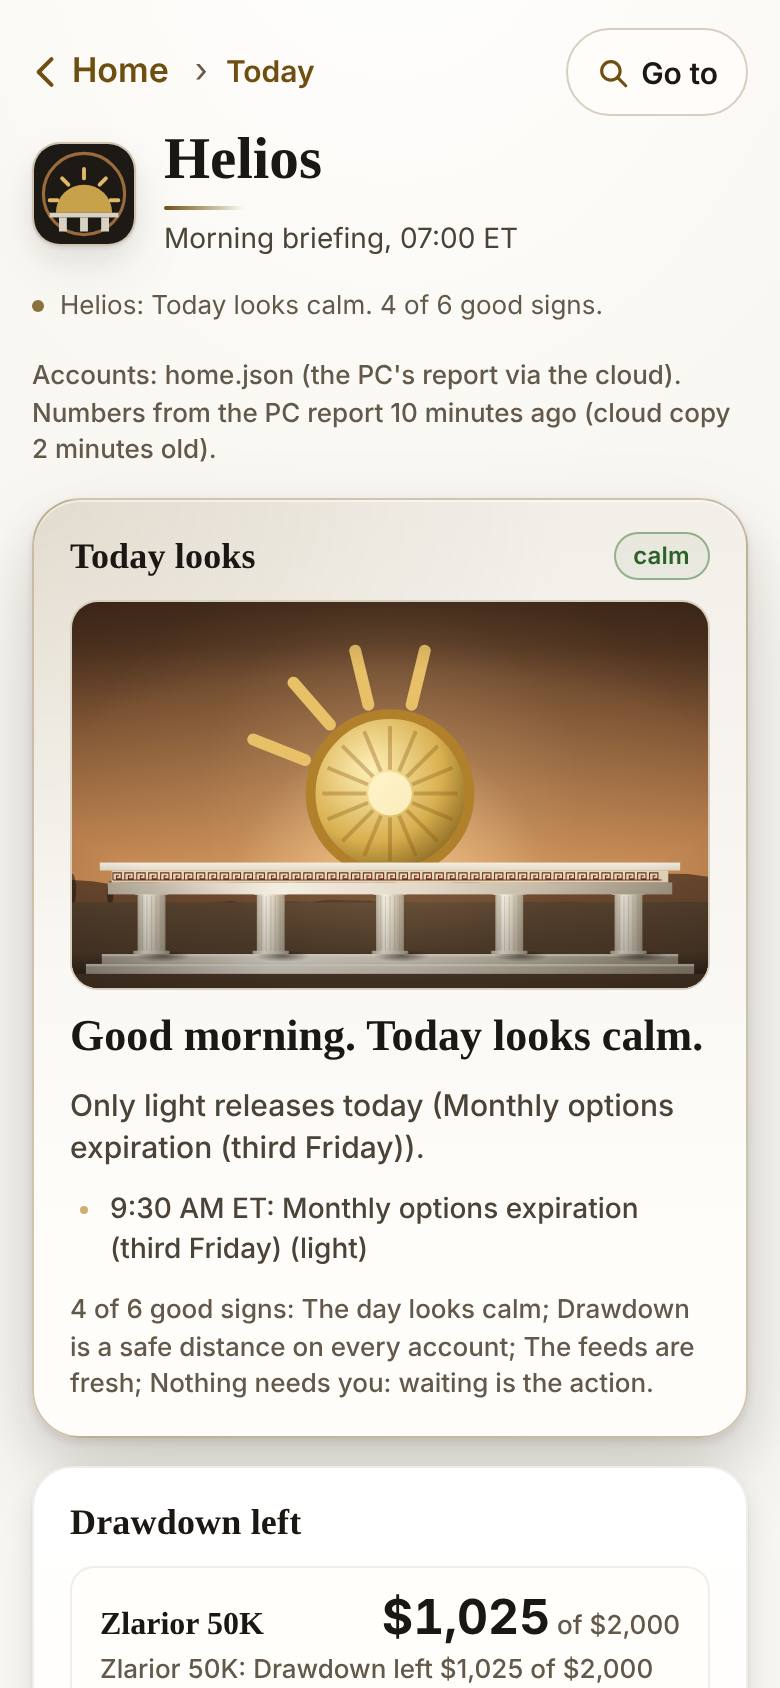 Home › Today
Go to
Helios
Morning briefing, 07:00 ET
Helios: Today looks calm. 4 of 6 good signs.
Accounts: home.json (the PC's report via the cloud).
Numbers from the PC report 10 minutes ago (cloud copy
2 minutes old).
Today looks
calm
Good morning. Today looks calm.
Only light releases today (Monthly options
expiration (third Friday)).
9:30 AM ET: Monthly options expiration
(third Friday) (light)
4 of 6 good signs: The day looks calm; Drawdown
is a safe distance on every account; The feeds are
fresh; Nothing needs you: waiting is the action.
Drawdown left
Zlarior 50K
$1,025 of $2,000
Zlarior 50K: Drawdown left $1,025 of $2,000